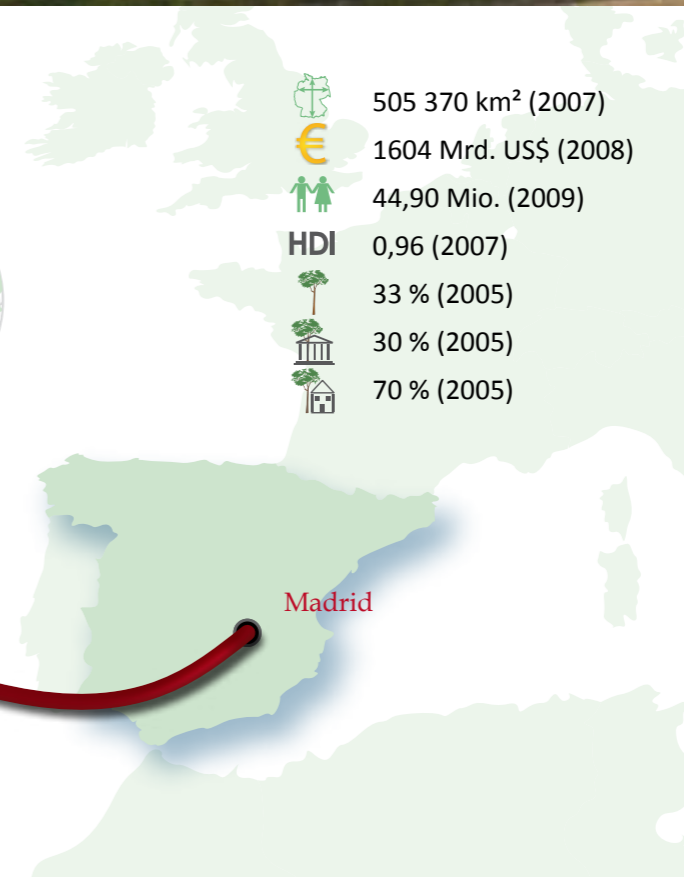 505 370 km² (2007)
€ 1604 Mrd. US$ (2008)
44,90 Mio. (2009)
HDI 0,96 (2007)
33 % (2005)
30 % (2005)
70 % (2005)
Madrid